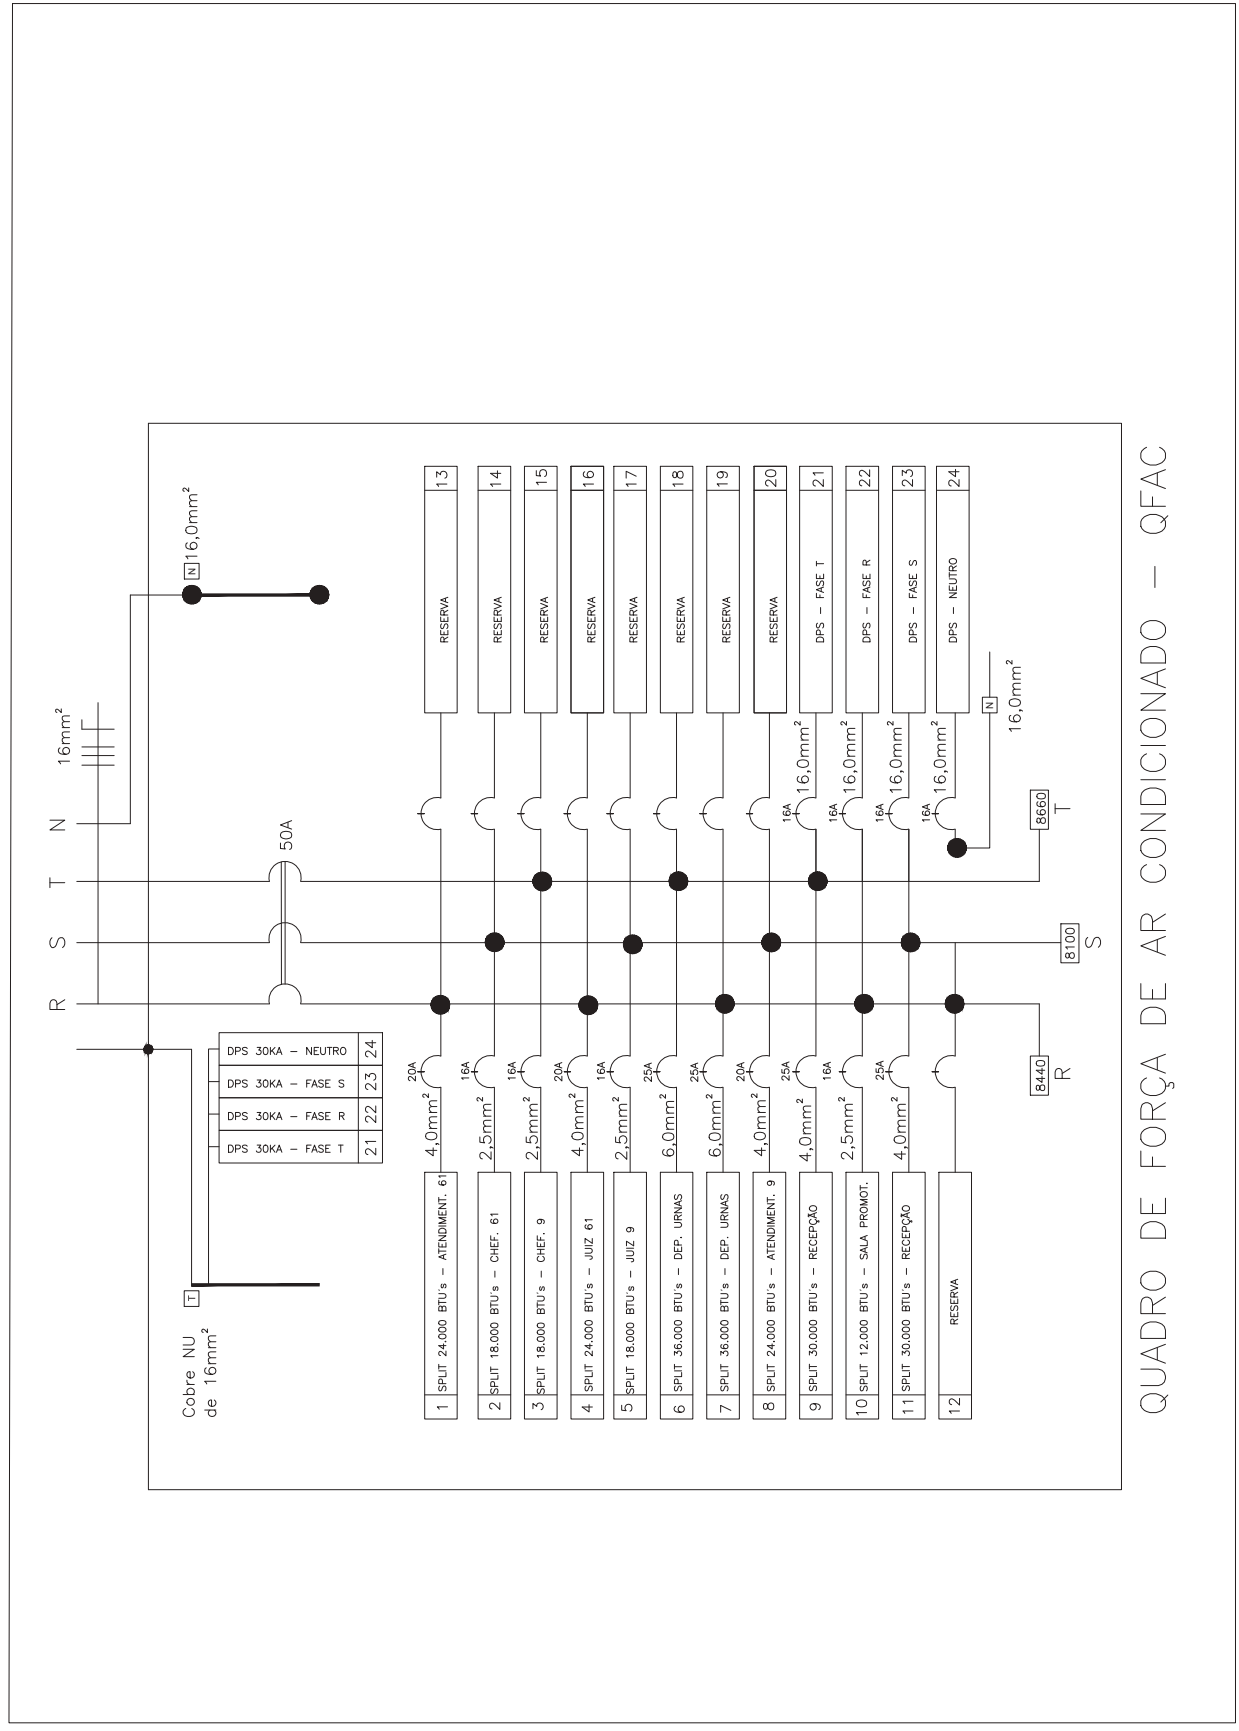 R
S
T
N
16mm²
N
16,0mm²
50A
Cobre NU
de 16mm²
T
DPS 30KA – NEUTRO 24
DPS 30KA – FASE S 23
DPS 30KA – FASE R 22
DPS 30KA – FASE T 21
1 SPLIT 24.000 BTU's – ATENDIMENT. 61 4,0mm² 20A
RESERVA 13
2 SPLIT 18.000 BTU's – CHEF. 61 2,5mm² 16A
RESERVA 14
3 SPLIT 18.000 BTU's – CHEF. 9 2,5mm² 16A
RESERVA 15
4 SPLIT 24.000 BTU's – JUIZ 61 4,0mm² 20A
RESERVA 16
5 SPLIT 18.000 BTU's – JUIZ 9 2,5mm² 16A
RESERVA 17
6 SPLIT 36.000 BTU's – DEP. URNAS 6,0mm² 25A
RESERVA 18
7 SPLIT 36.000 BTU's – DEP. URNAS 6,0mm² 25A
RESERVA 19
8 SPLIT 24.000 BTU's – ATENDIMENT. 9 4,0mm² 20A
RESERVA 20
9 SPLIT 30.000 BTU's – RECEPÇÃO 4,0mm² 25A
16A 16,0mm² DPS – FASE T 21
10 SPLIT 12.000 BTU's – SALA PROMOT. 2,5mm² 16A
16A 16,0mm² DPS – FASE R 22
11 SPLIT 30.000 BTU's – RECEPÇÃO 4,0mm² 25A
16A 16,0mm² DPS – FASE S 23
12 RESERVA
16A 16,0mm² DPS – NEUTRO 24
N
16,0mm²
8440
R
8100
S
8660
T
QUADRO DE FORÇA DE AR CONDICIONADO – QFAC